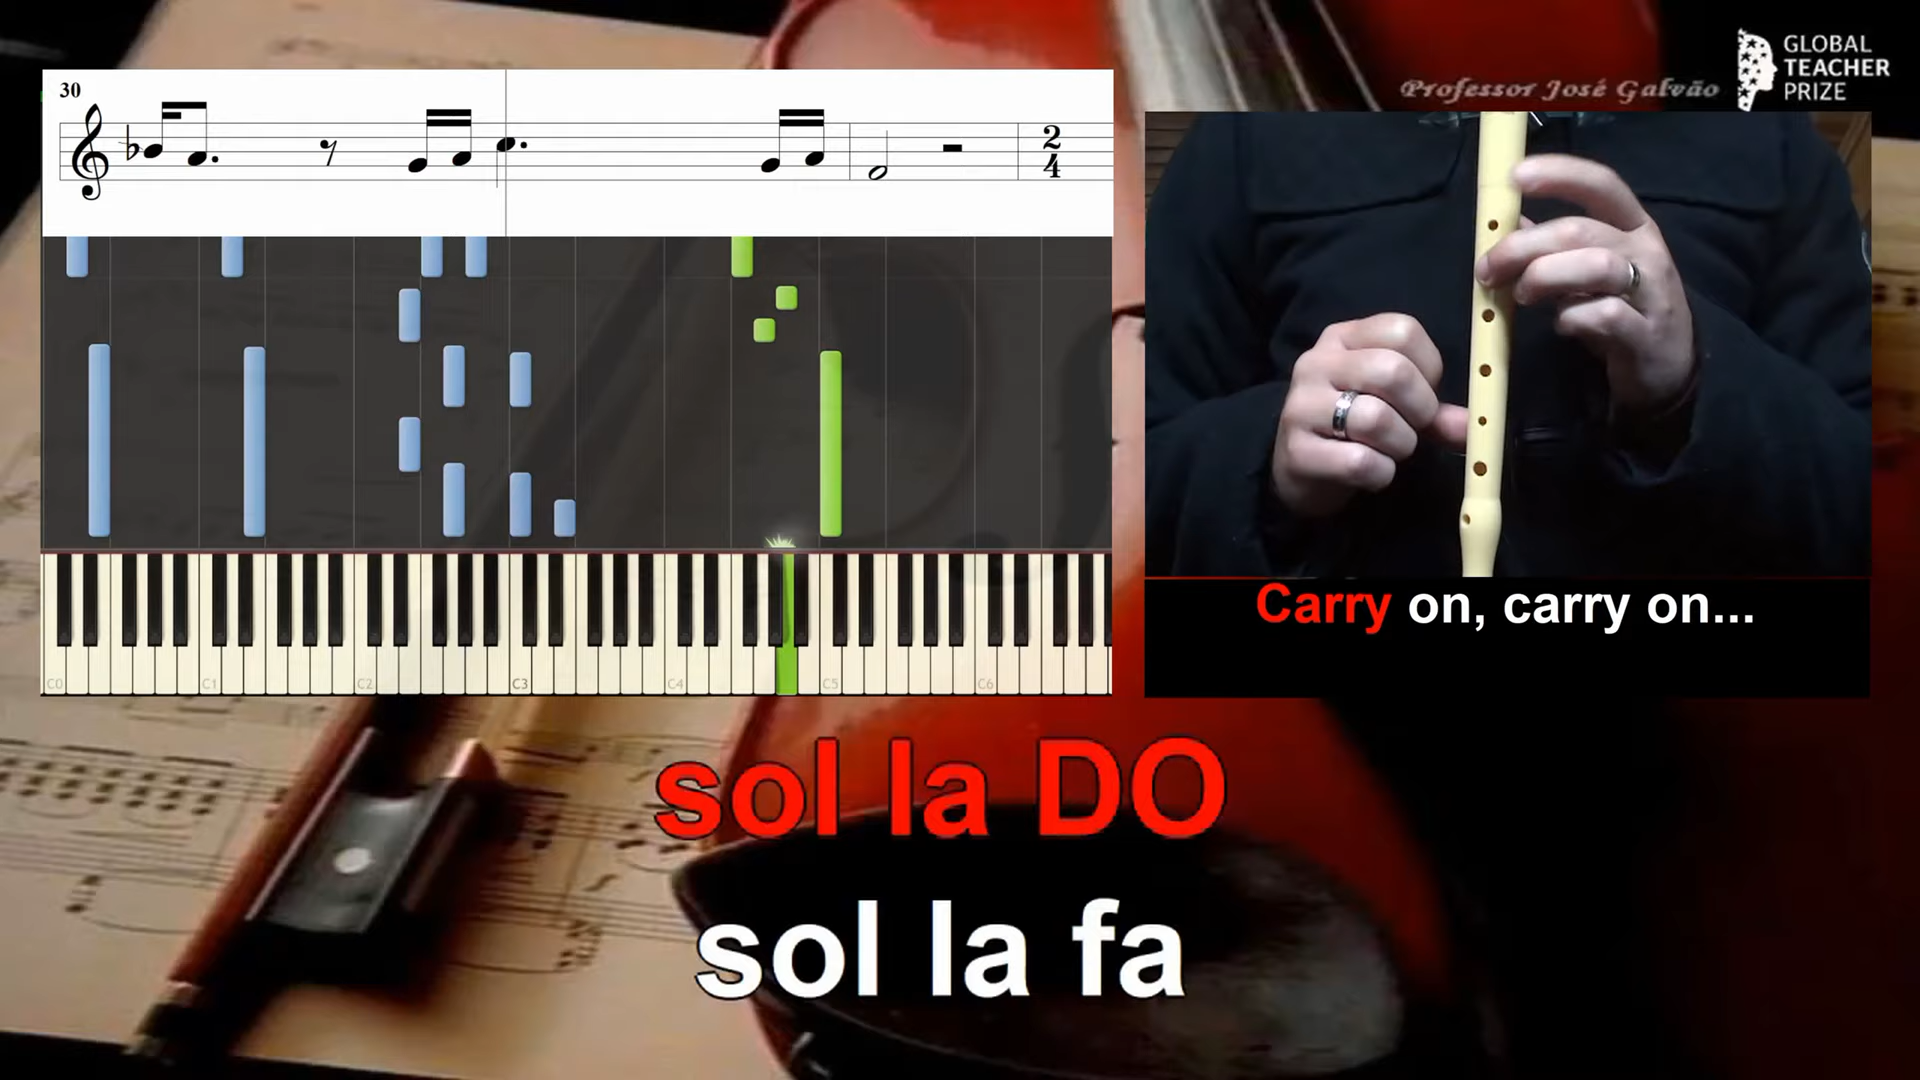 Professor José Galvão
GLOBAL
TEACHER
PRIZE
30
2
4
C0 C1 C2 C3 C4 C5 C6
Carry on, carry on...
sol la DO
sol la fa